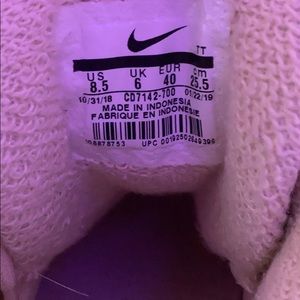 TT
US UK EUR cm
8.5 6 40 25.5
10/31/18 CD7142-700 01/22/19
MADE IN INDONESIA
FABRIQUE EN INDONESIE
UPC